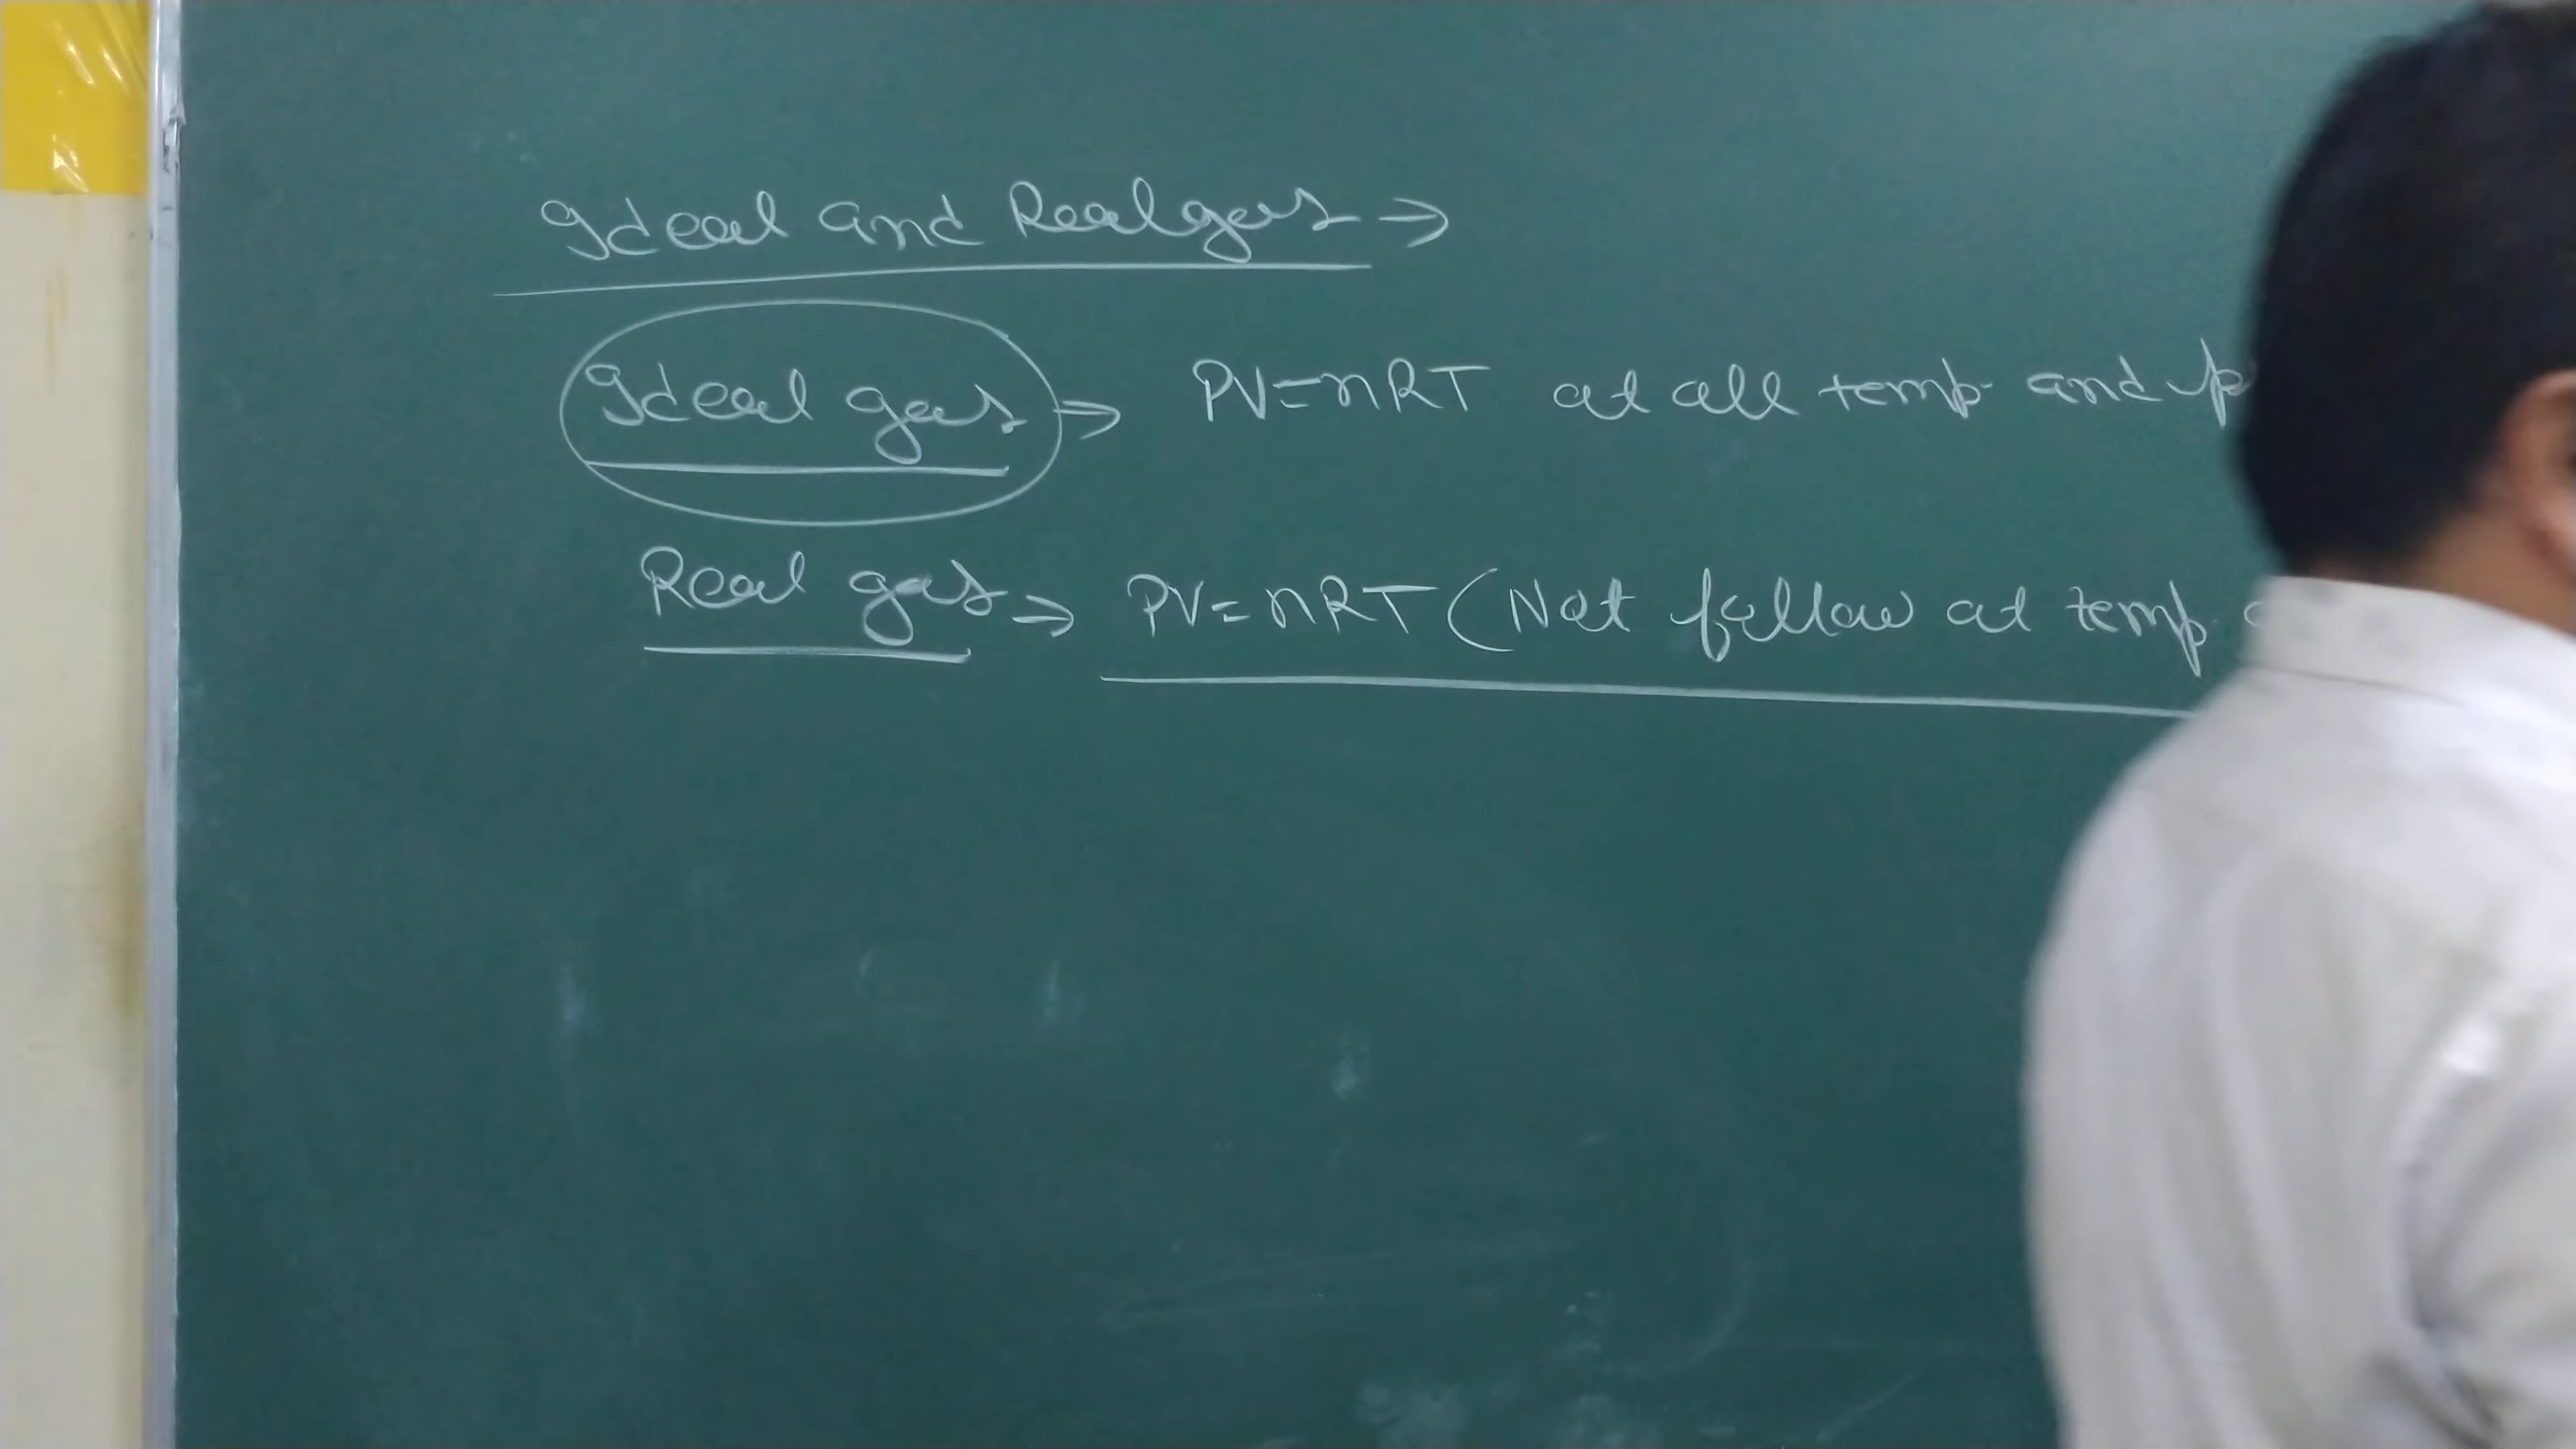 Ideal and Real gas →
Ideal gas → PV=nRT at all temp. and p
Real gas → PV=nRT (Not follow at temp.